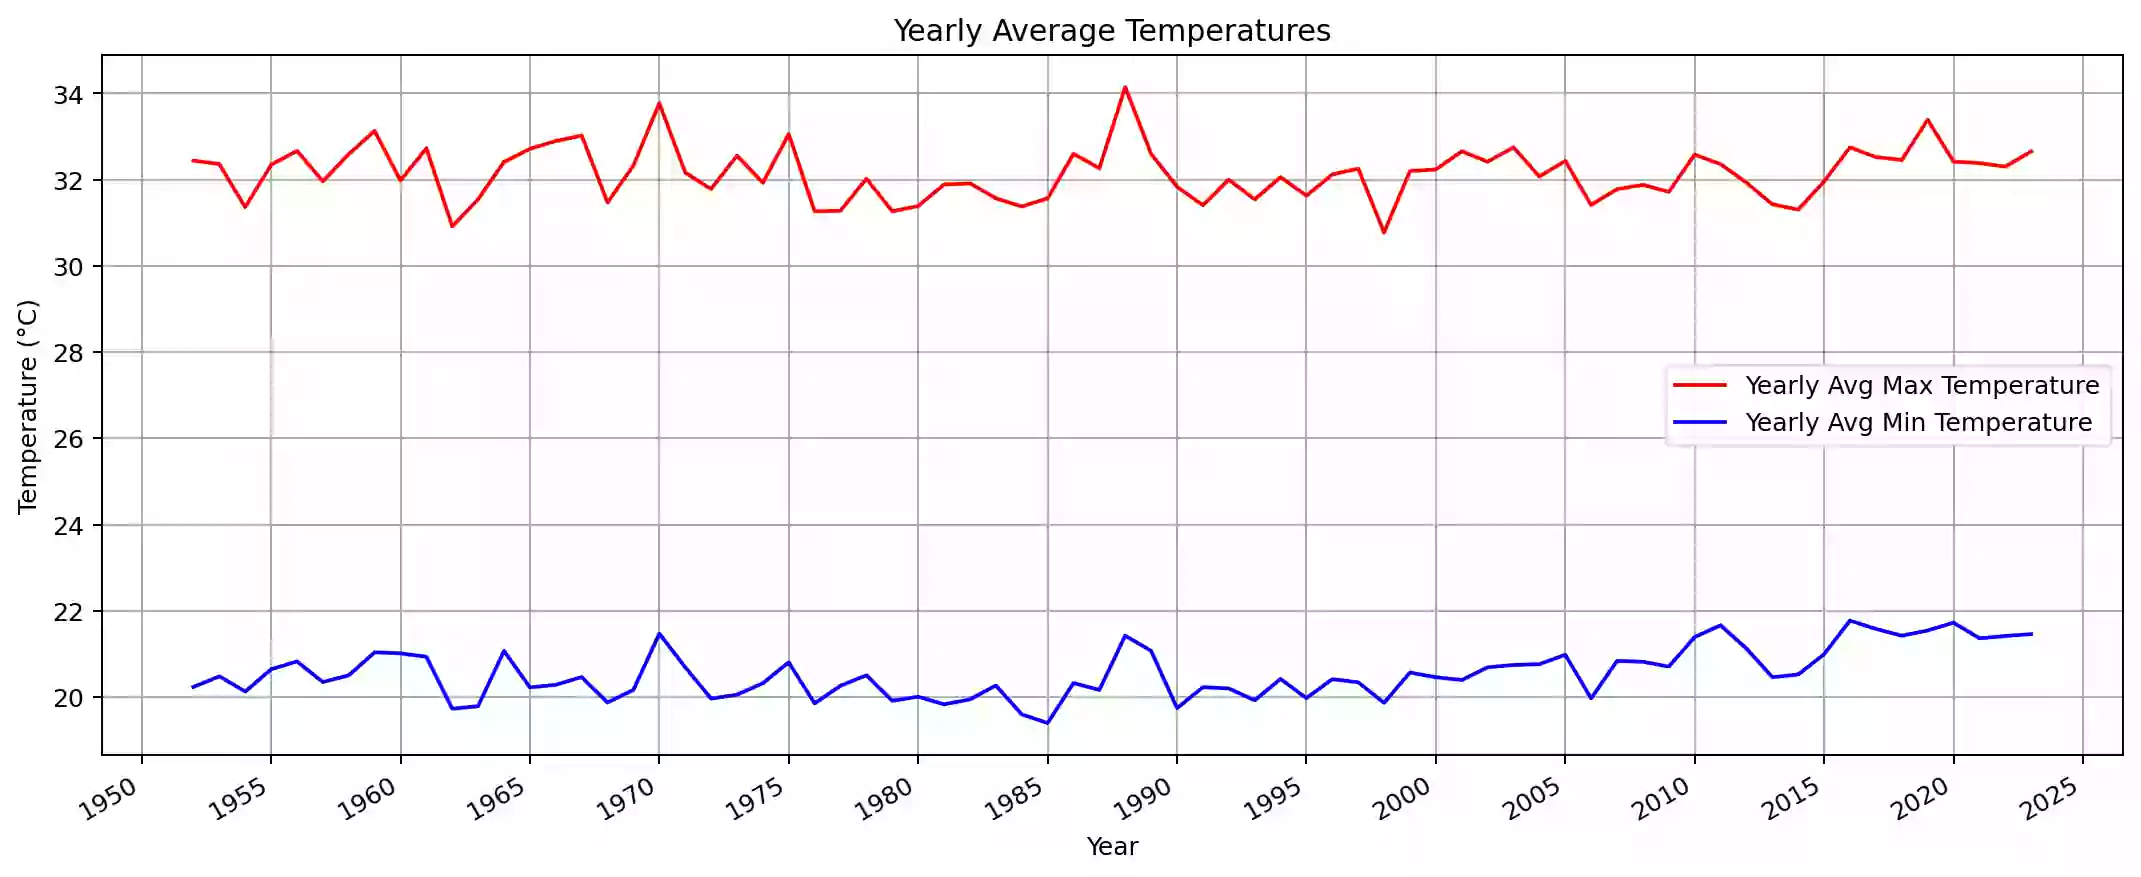 Yearly Average Temperatures
34
32
30
28
26
24
22
20
Temperature (°C)
Yearly Avg Max Temperature
Yearly Avg Min Temperature
1950 1955 1960 1965 1970 1975 1980 1985 1990 1995 2000 2005 2010 2015 2020 2025
Year